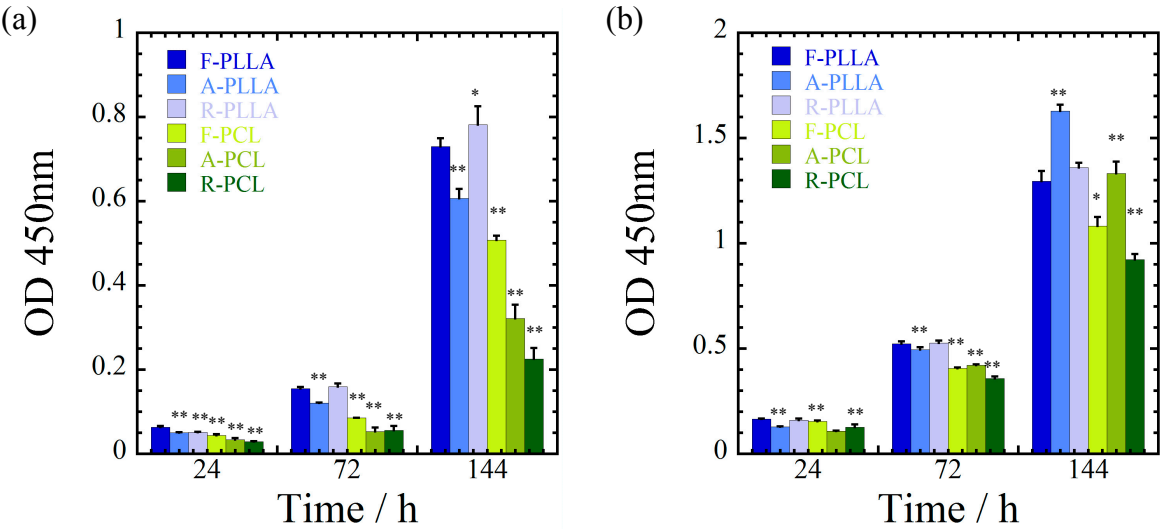 (a)
OD 450nm
1
0.8
0.6
0.4
0.2
0
F-PLLA
A-PLLA
R-PLLA
F-PCL
A-PCL
R-PCL
** ** ** ** **
** ** ** **
** * ** ** **
24 72 144
Time / h
(b)
OD 450nm
2
1.5
1
0.5
0
F-PLLA
A-PLLA
R-PLLA
F-PCL
A-PCL
R-PCL
** ** **
** ** ** **
** * ** **
24 72 144
Time / h